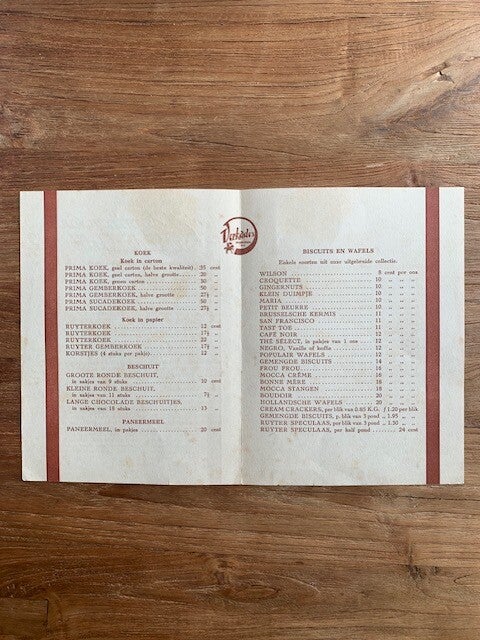 Verkade's
KOEK
Koek in carton
PRIMA KOEK, geel carton (de beste kwaliteit) . 35 cent
PRIMA KOEK, geel carton, halve grootte . . . 20 „
PRIMA KOEK, groen carton . . . 30 „
PRIMA GEMBERKOEK . . . 50 „
PRIMA GEMBERKOEK, halve grootte . . . 27½ „
PRIMA SUCADEKOEK . . . 50 „
PRIMA SUCADEKOEK, halve grootte . . . 27½ „
Koek in papier
RUYTERKOEK . . . 12 cent
RUYTERKOEK . . . 17½ „
RUYTERKOEK . . . 25 „
RUYTER GEMBERKOEK . . . 17½ „
KORSTJES (4 stuks per pakje) . . . 12 „
BESCHUIT
GROOTE RONDE BESCHUIT,
in zakjes van 9 stuks . . . 10 cent
KLEINE RONDE BESCHUIT,
in zakjes van 11 stuks . . . 7½ „
LANGE CHOCOLADE BESCHUITJES,
in zakjes van 18 stuks . . . 13 „
PANEERMEEL
PANEERMEEL, in pakjes . . . 20 cent
BISCUITS EN WAFELS
Enkele soorten uit onze uitgebreide collectie.
WILSON . . . 8 cent per ons
CROQUETTE . . . 10 „ „ „
GINGERNUTS . . . 10 „ „ „
KLEIN DUIMPJE . . . 10 „ „ „
MARIA . . . 10 „ „ „
PETIT BEURRE . . . 10 „ „ „
BRUSSELSCHE KERMIS . . . 11 „ „ „
SAN FRANCISCO . . . 11 „ „ „
TAST TOE . . . 11 „ „ „
CAFÉ NOIR . . . 12 „ „ „
THÉ SÉLECT, in pakjes van 1 ons . . . 12 „ „ „
NEGRO, Vanille of koffie . . . 12 „ „ „
POPULAIR WAFELS . . . 12 „ „ „
GEMENGDE BISCUITS . . . 14 „ „ „
FROU FROU . . . 16 „ „ „
MOCCA CRÈME . . . 16 „ „ „
BONNE MÈRE . . . 18 „ „ „
MOCCA STANGEN . . . 18 „ „ „
BOUDOIR . . . 20 „ „ „
HOLLANDSCHE WAFELS . . . 20 „ „ „
CREAM CRACKERS, per blik van 0.85 K.G. ƒ 1.20 per blik
GEMENGDE BISCUITS, p. blik van 3 pond „ 1.95 „ „
RUYTER SPECULAAS, per blik van 3 pond „ 1.30 „ „
RUYTER SPECULAAS, per half pond . . . 24 cent